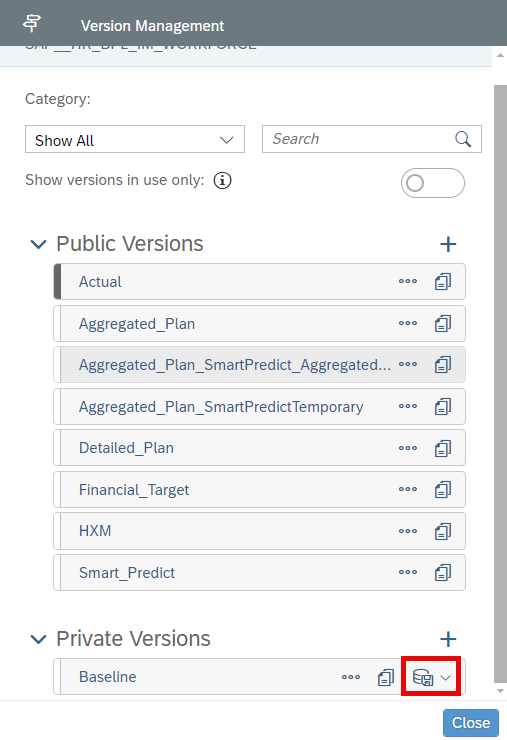 Version Management
SAP__HR_BPL_IM_WORKFORCE
Category:
Show All
Search
Show versions in use only:
Public Versions
Actual
Aggregated_Plan
Aggregated_Plan_SmartPredict_Aggregated...
Aggregated_Plan_SmartPredictTemporary
Detailed_Plan
Financial_Target
HXM
Smart_Predict
Private Versions
Baseline
Close